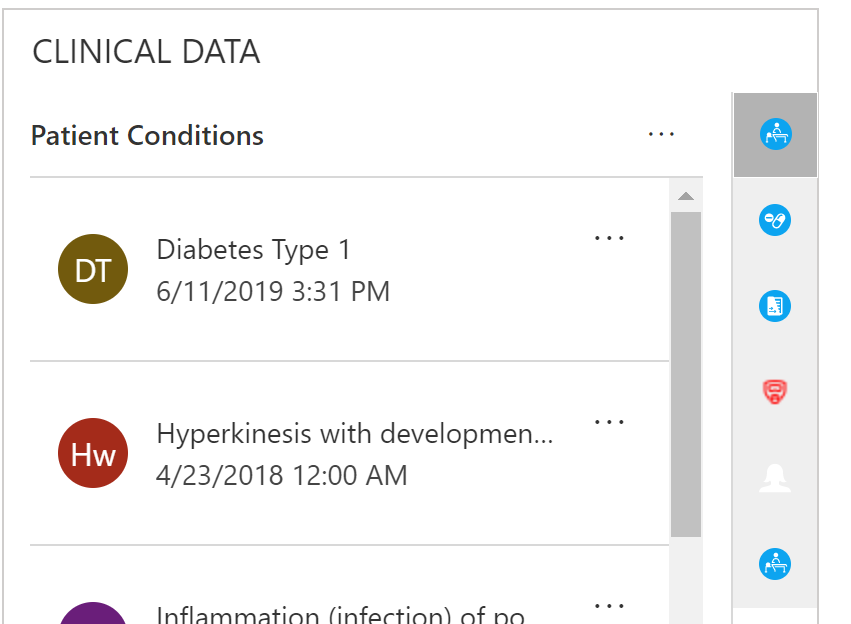 CLINICAL DATA
Patient Conditions
...
DT
Diabetes Type 1
...
6/11/2019 3:31 PM
Hw
Hyperkinesis with developmen...
...
4/23/2018 12:00 AM
Inflammation (infection) of po
...